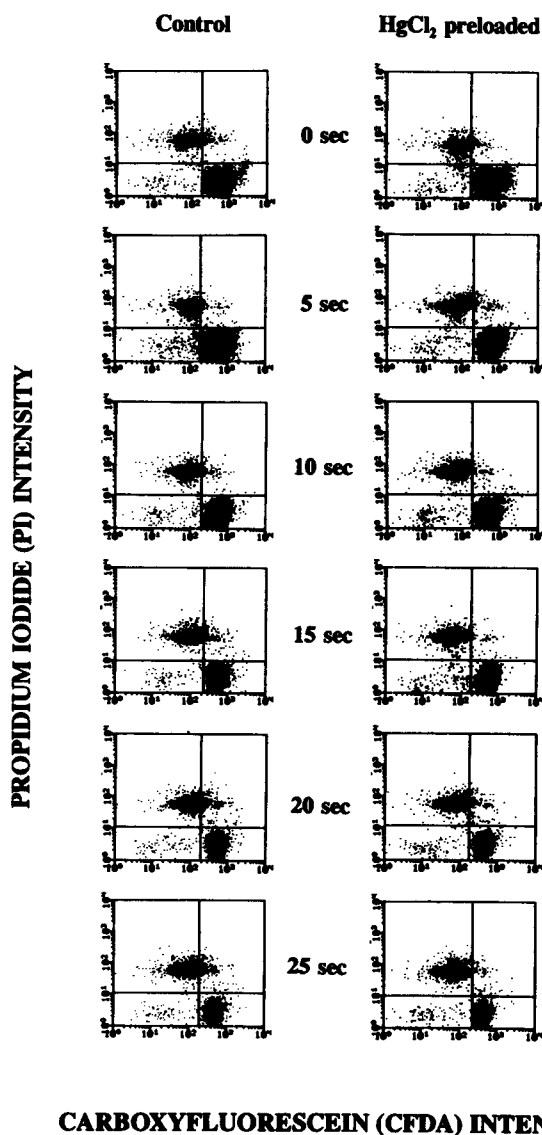 Control HgCl₂ preloaded
0 sec
5 sec
10 sec
15 sec
20 sec
25 sec
PROPIDIUM IODIDE (PI) INTENSITY
CARBOXYFLUORESCEIN (CFDA) INTEN